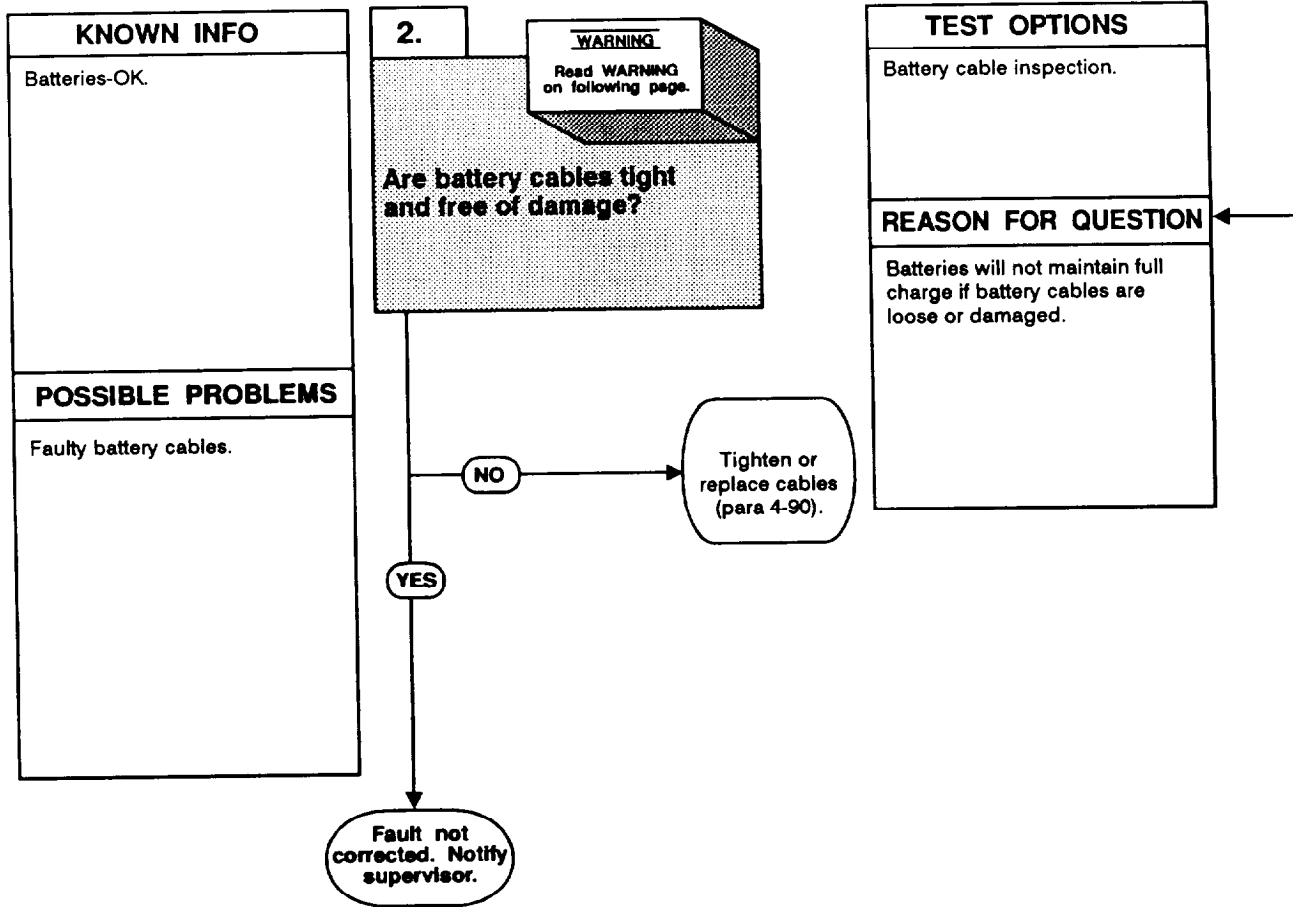 KNOWN INFO
Batteries-OK.
POSSIBLE PROBLEMS
Faulty battery cables.
2.
WARNING
Read WARNING
on following page.
Are battery cables tight
and free of damage?
NO
Tighten or
replace cables
(para 4-90).
YES
Fault not
corrected. Notify
supervisor.
TEST OPTIONS
Battery cable inspection.
REASON FOR QUESTION
Batteries will not maintain full
charge if battery cables are
loose or damaged.